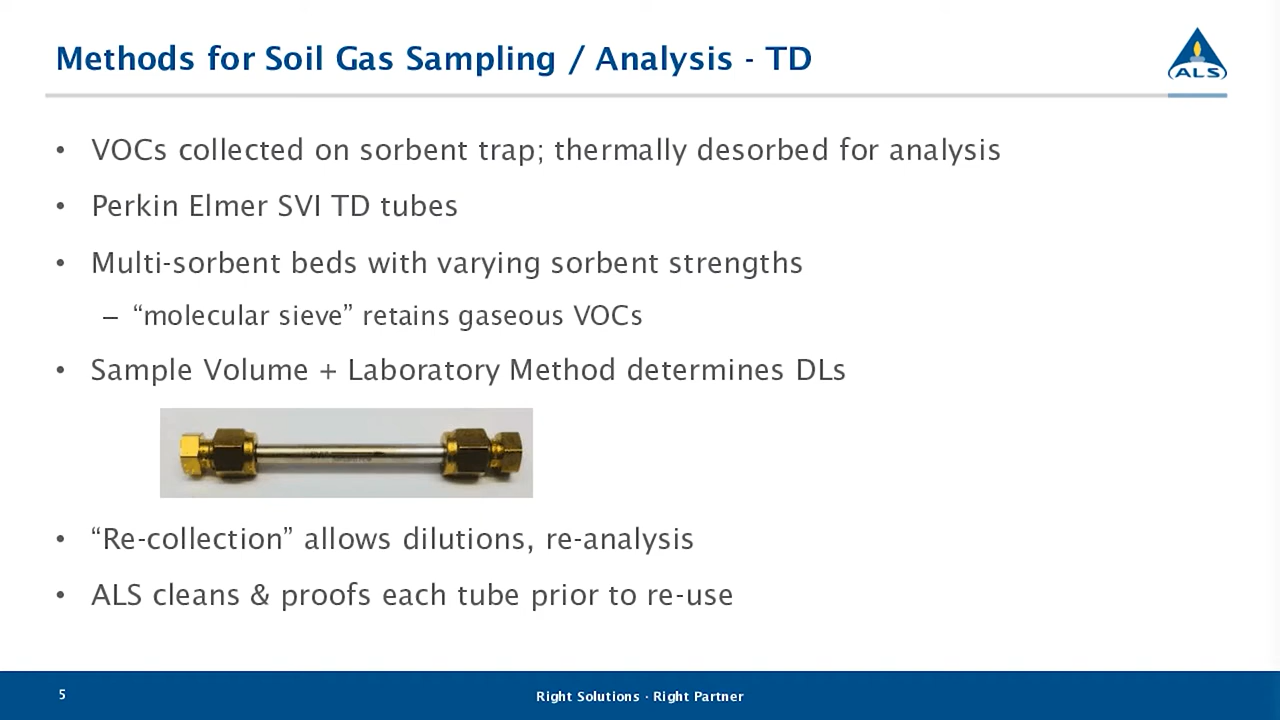 Methods for Soil Gas Sampling / Analysis - TD
ALS
• VOCs collected on sorbent trap; thermally desorbed for analysis
• Perkin Elmer SVI TD tubes
• Multi-sorbent beds with varying sorbent strengths
– “molecular sieve” retains gaseous VOCs
• Sample Volume + Laboratory Method determines DLs
• “Re-collection” allows dilutions, re-analysis
• ALS cleans & proofs each tube prior to re-use
5
Right Solutions · Right Partner